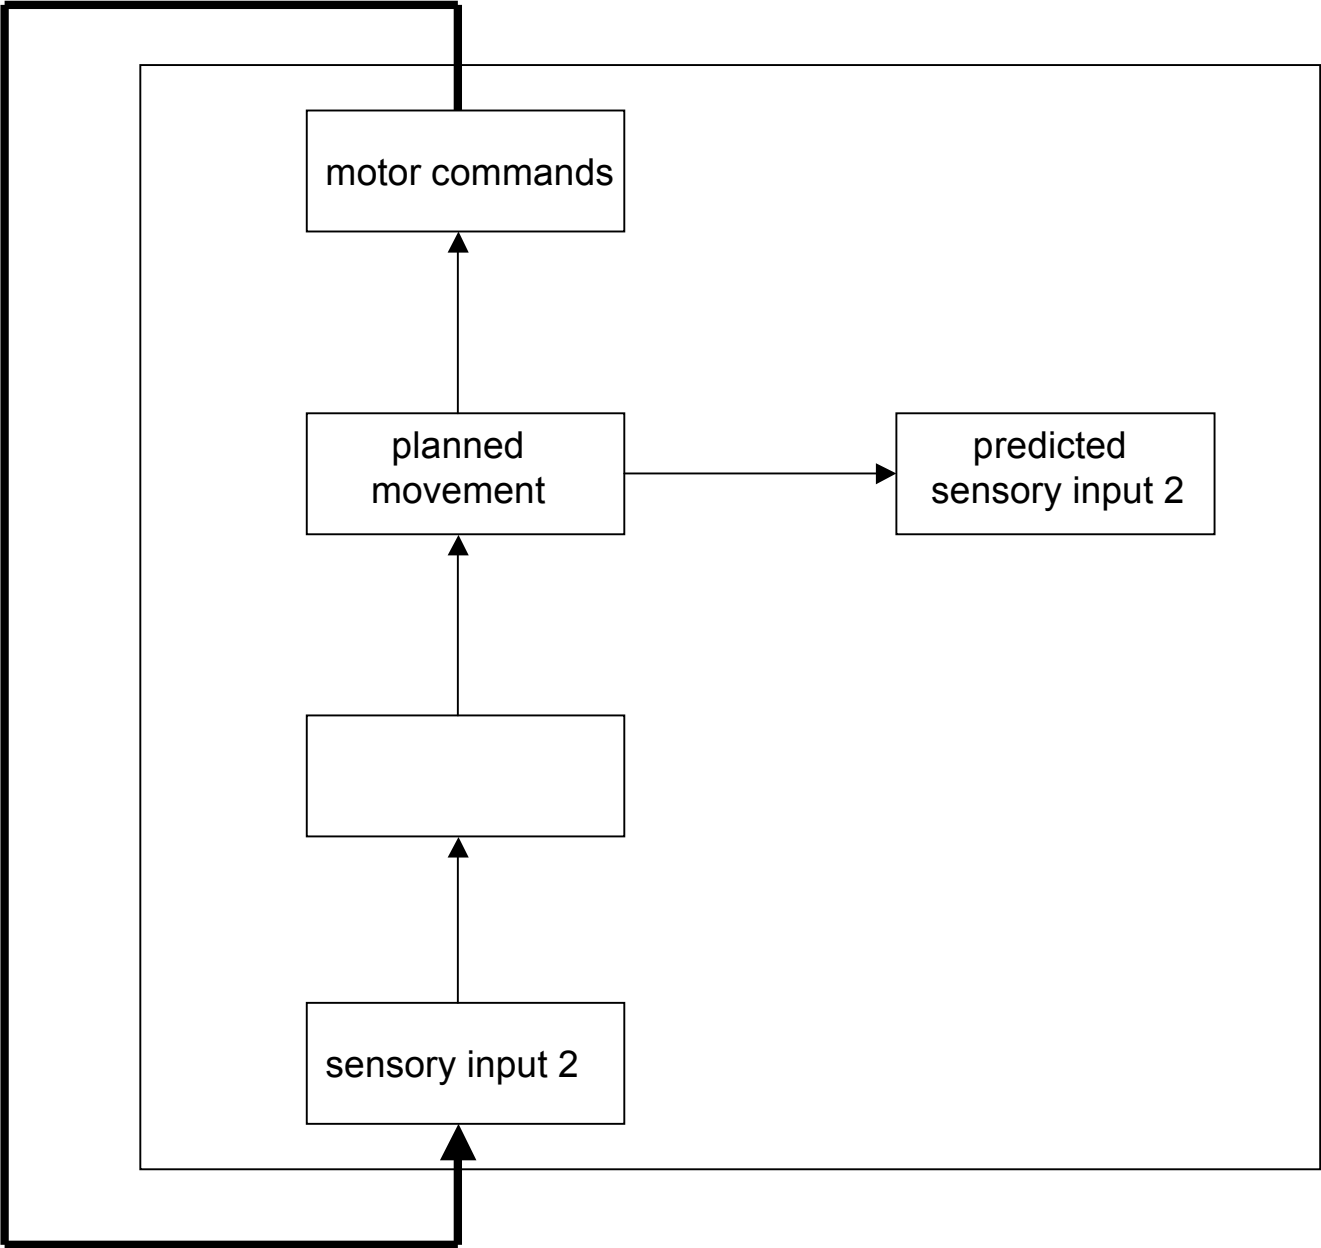 motor commands
planned
movement
predicted
sensory input 2
sensory input 2